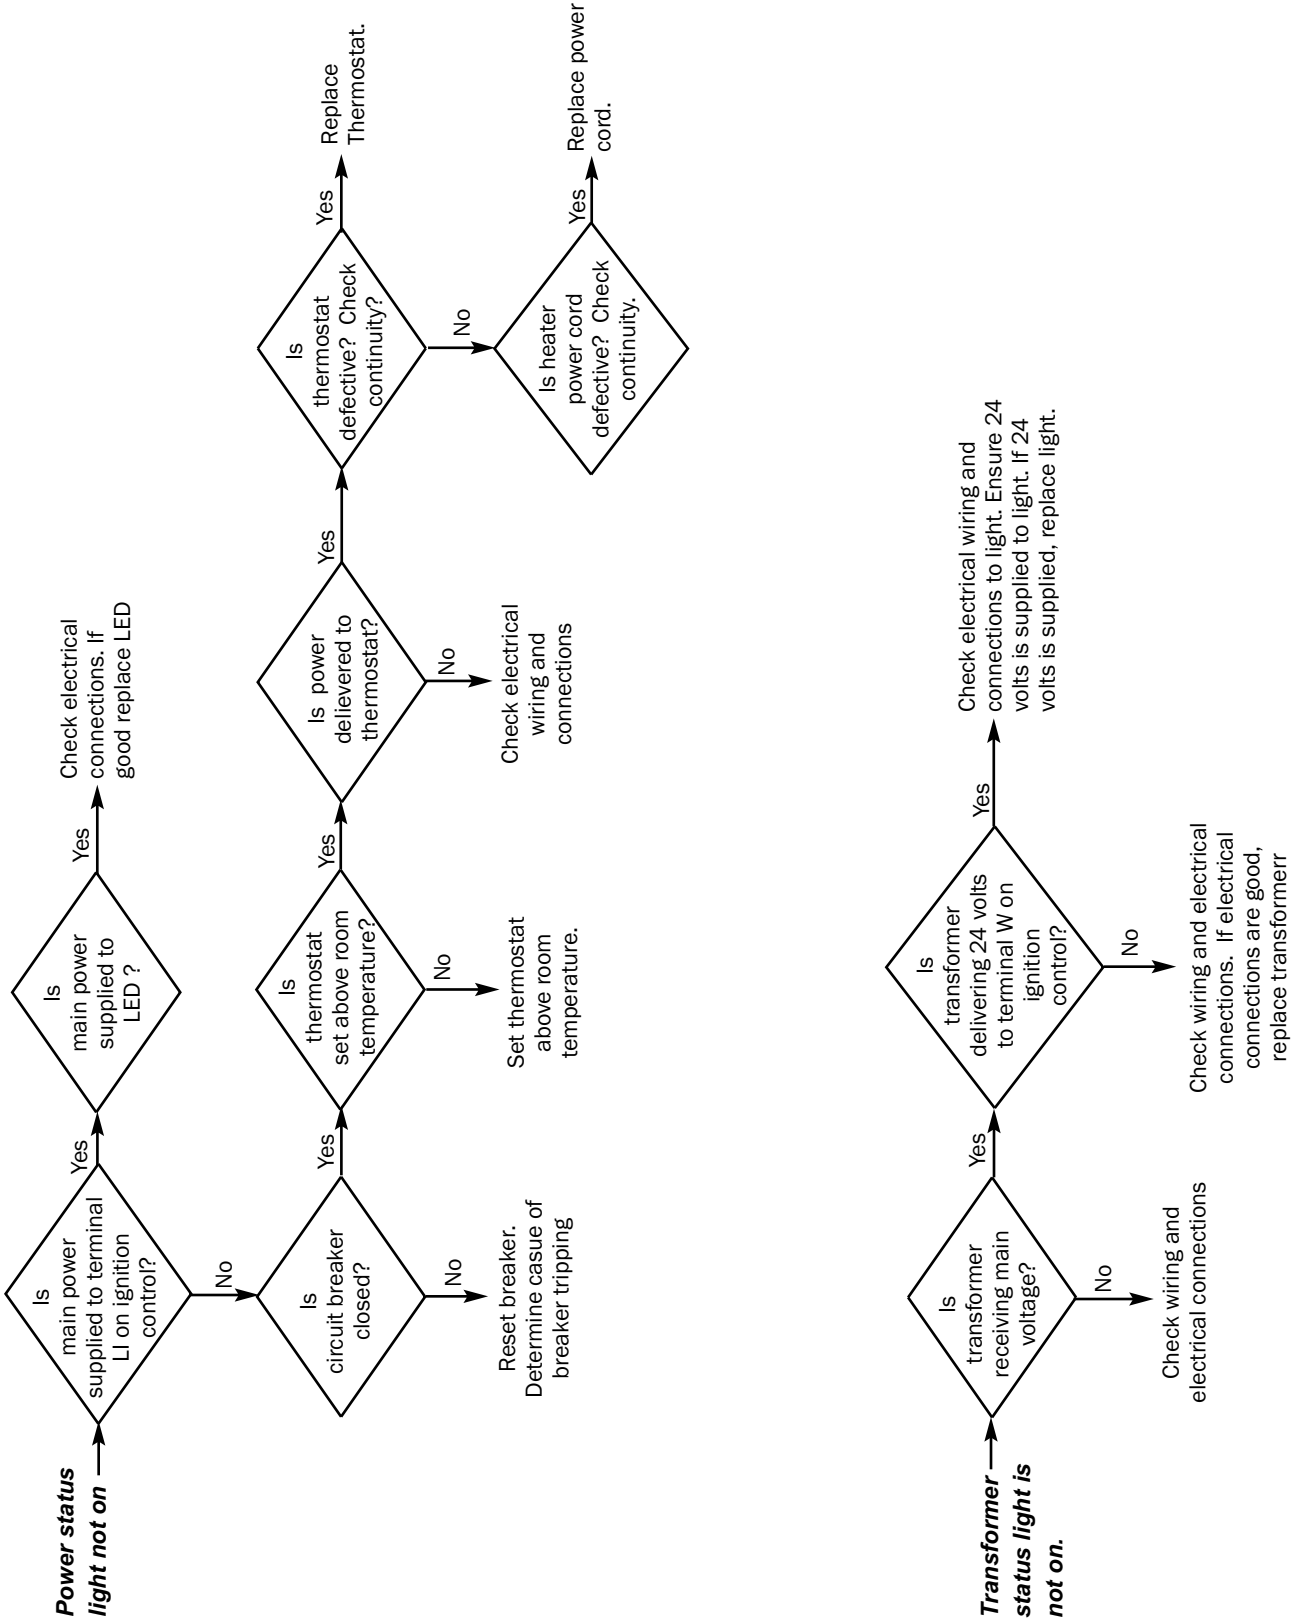 Power status
light not on
Is
main power
supplied to terminal
LI on ignition
control?
Yes
Is
main power
supplied to
LED ?
Yes
Check electrical
connections. If
good replace LED
No
Is
circuit breaker
closed?
Yes
Is
thermostat
set above room
temperature?
Yes
Is power
delievered to
thermostat?
Yes
Is
thermostat
defective? Check
continuity?
Yes
Replace
Thermostat.
No
Reset breaker.
Determine casue of
breaker tripping
No
Set thermostat
above room
temperature.
No
Check electrical
wiring and
connections
No
Is heater
power cord
defective? Check
continuity.
Yes
Replace power
cord.
Transformer
status light is
not on.
Is
transformer
receiving main
voltage?
Yes
Is
transformer
delivering 24 volts
to terminal W on
ignition
control?
Yes
Check electrical wiring and
connections to light. Ensure 24
volts is supplied to light. If 24
volts is supplied, replace light.
No
Check wiring and
electrical connections
No
Check wiring and electrical
connections. If electrical
connections are good,
replace transformerr